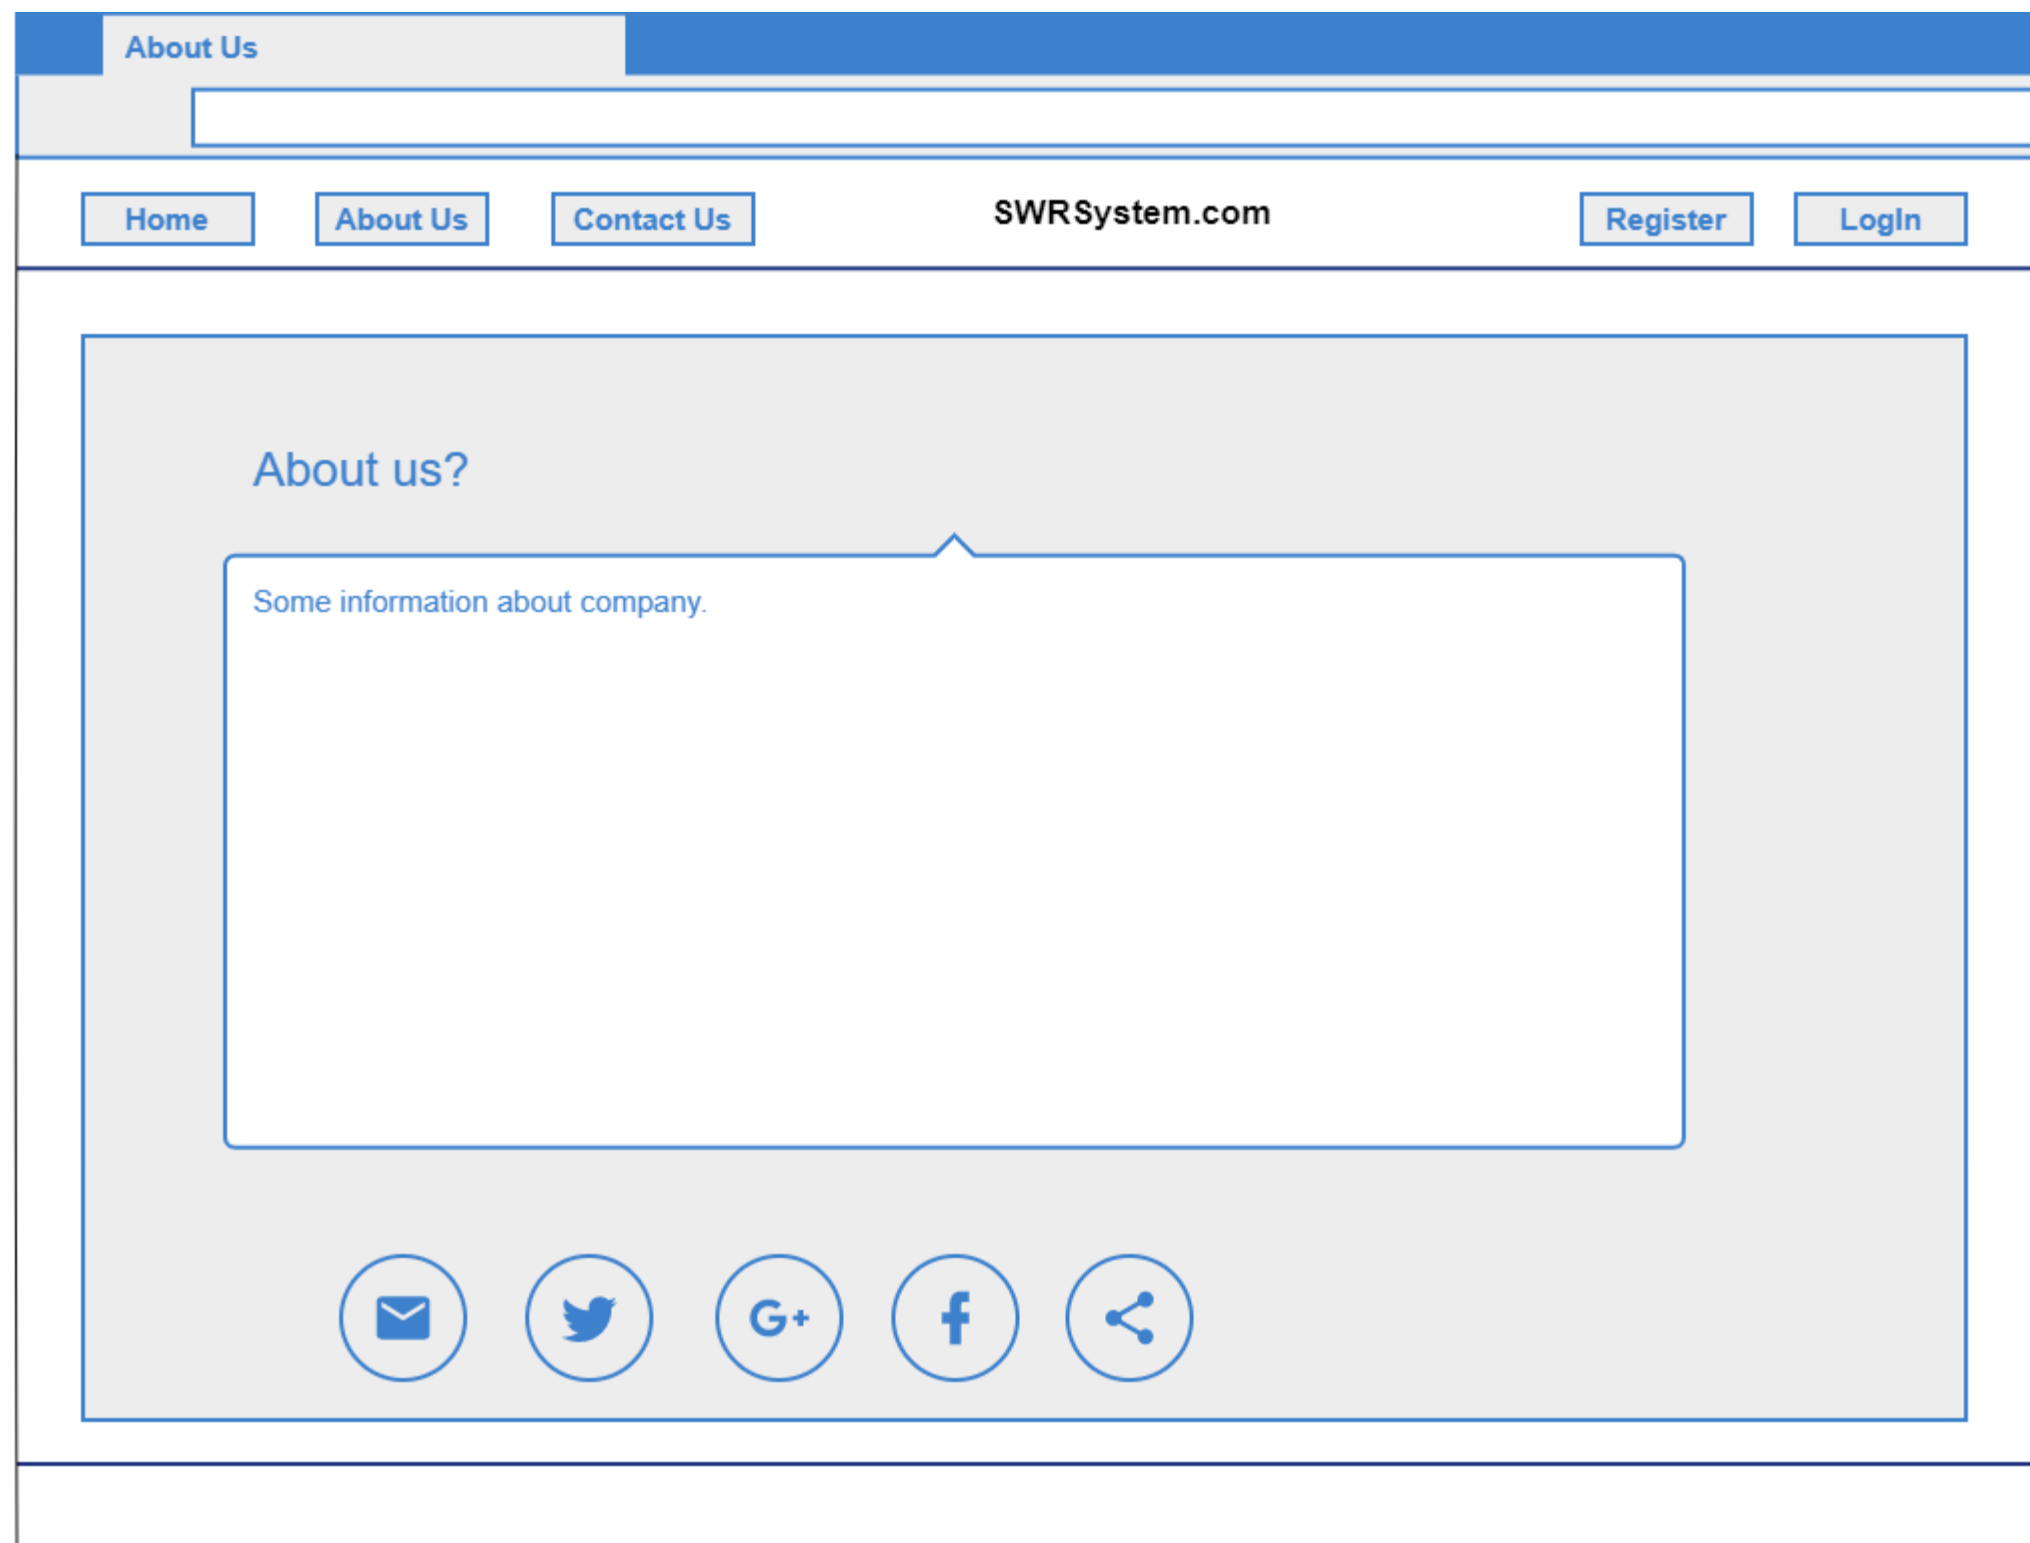 About Us
Home About Us Contact Us SWRSystem.com Register LogIn
About us?
Some information about company.
G+ f